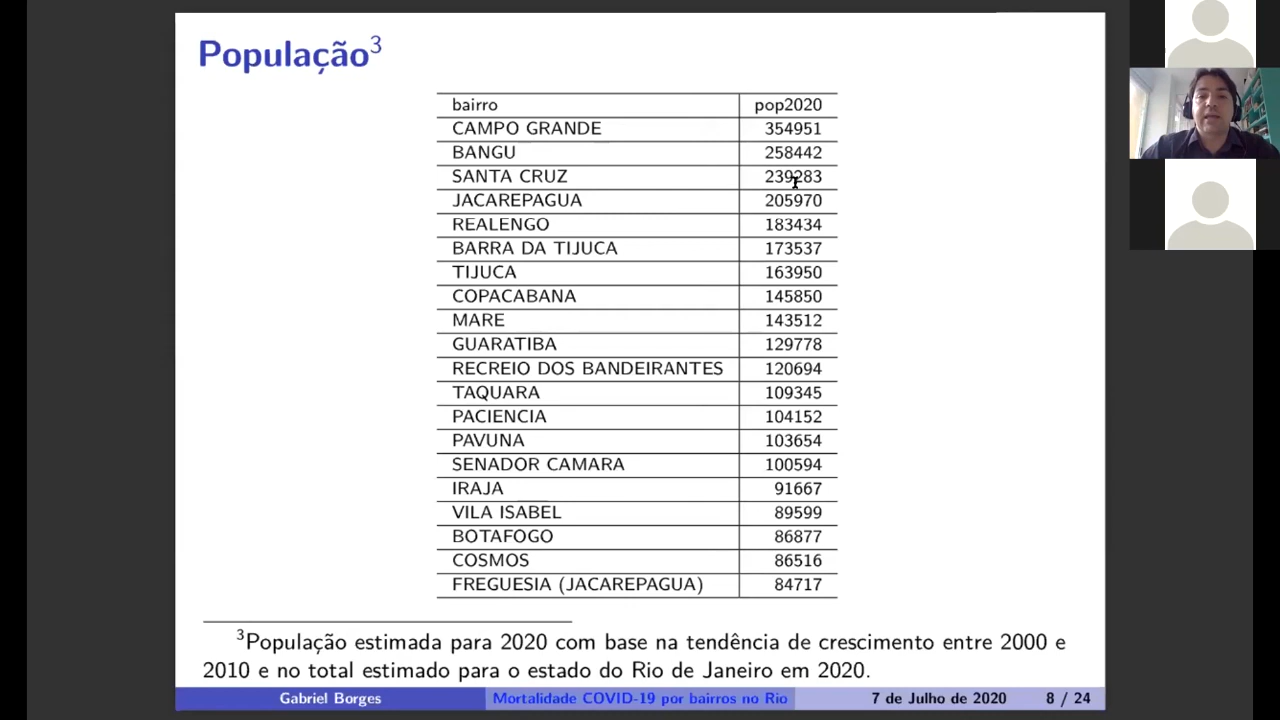 População3
bairro pop2020
CAMPO GRANDE 354951
BANGU 258442
SANTA CRUZ 239283
JACAREPAGUA 205970
REALENGO 183434
BARRA DA TIJUCA 173537
TIJUCA 163950
COPACABANA 145850
MARE 143512
GUARATIBA 129778
RECREIO DOS BANDEIRANTES 120694
TAQUARA 109345
PACIENCIA 104152
PAVUNA 103654
SENADOR CAMARA 100594
IRAJA 91667
VILA ISABEL 89599
BOTAFOGO 86877
COSMOS 86516
FREGUESIA (JACAREPAGUA) 84717
3População estimada para 2020 com base na tendência de crescimento entre 2000 e
2010 e no total estimado para o estado do Rio de Janeiro em 2020.
Gabriel Borges Mortalidade COVID-19 por bairros no Rio 7 de Julho de 2020 8 / 24